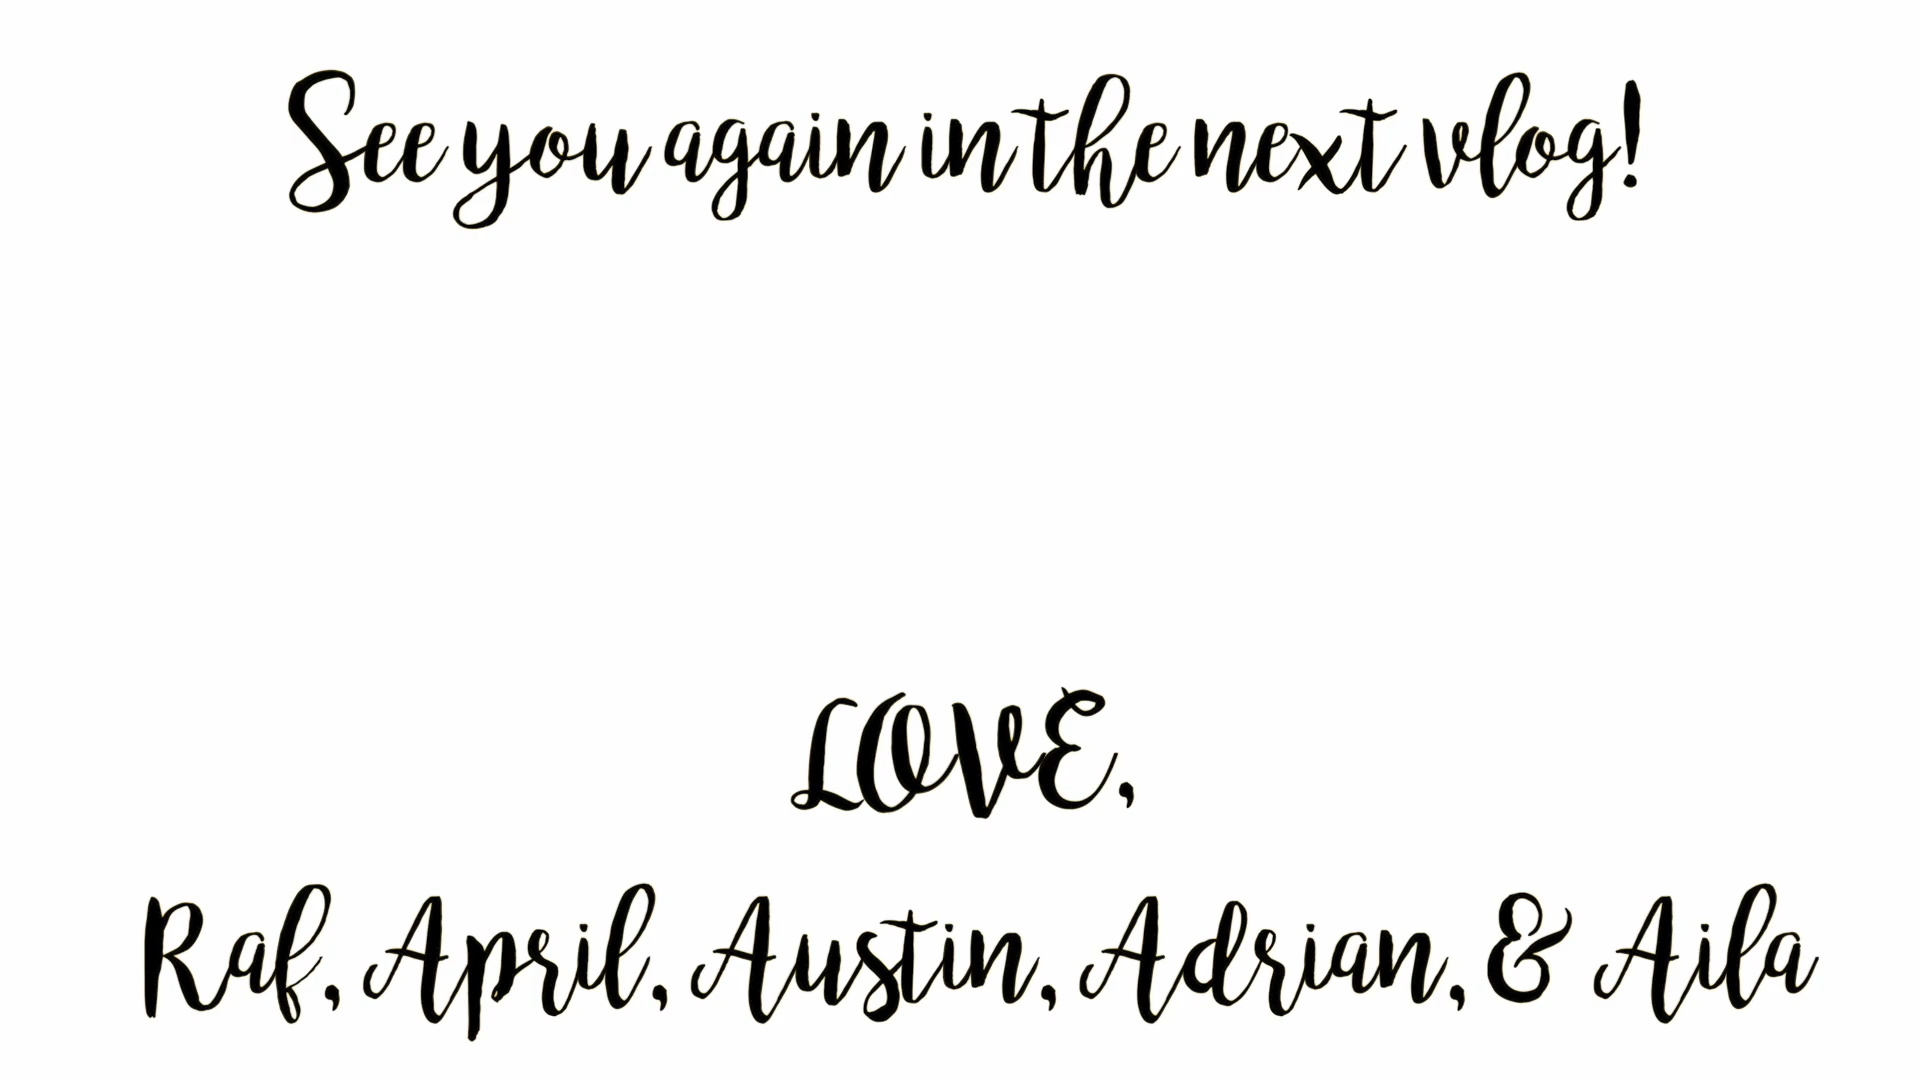 See you again in the next vlog!
LOVE,
Raf, April, Austin, Adrian, & Aila